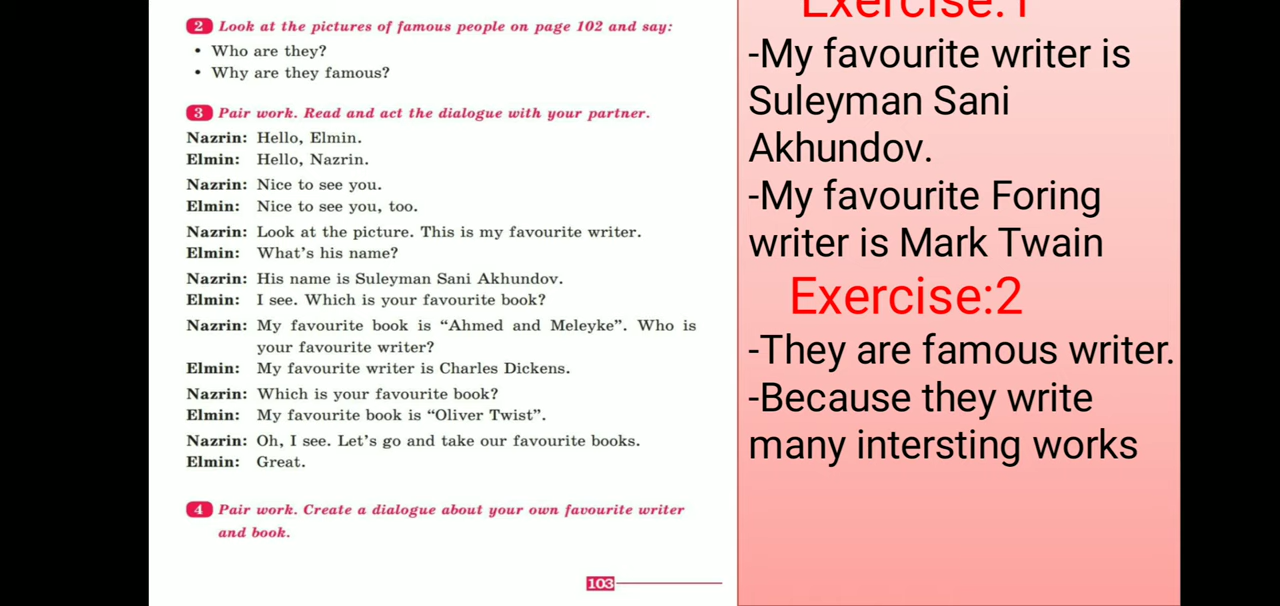 2 Look at the pictures of famous people on page 102 and say:
• Who are they?
• Why are they famous?
3 Pair work. Read and act the dialogue with your partner.
Nazrin: Hello, Elmin.
Elmin: Hello, Nazrin.
Nazrin: Nice to see you.
Elmin: Nice to see you, too.
Nazrin: Look at the picture. This is my favourite writer.
Elmin: What's his name?
Nazrin: His name is Suleyman Sani Akhundov.
Elmin: I see. Which is your favourite book?
Nazrin: My favourite book is “Ahmed and Meleyke”. Who is
your favourite writer?
Elmin: My favourite writer is Charles Dickens.
Nazrin: Which is your favourite book?
Elmin: My favourite book is “Oliver Twist”.
Nazrin: Oh, I see. Let's go and take our favourite books.
Elmin: Great.
4 Pair work. Create a dialogue about your own favourite writer
and book.
103
Exercise:1
-My favourite writer is
Suleyman Sani
Akhundov.
-My favourite Foring
writer is Mark Twain
Exercise:2
-They are famous writer.
-Because they write
many intersting works